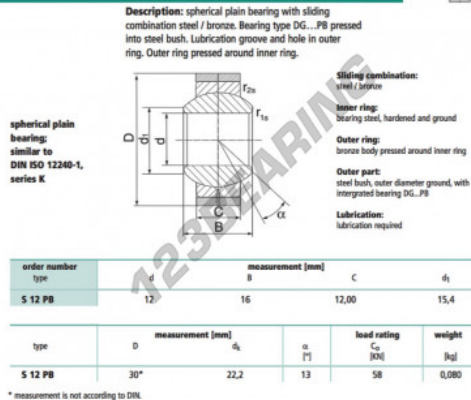 Description: spherical plain bearing with sliding
combination steel / bronze. Bearing type DG...PB pressed
into steel bush. Lubrication groove and hole in outer
ring. Outer ring pressed around inner ring.
spherical plain
bearing;
similar to
DIN ISO 12240-1,
series K
D
d₁
d
r₂s
r₁s
C
B
α
123BEARING
Sliding combination:
steel / bronze
Inner ring:
bearing steel, hardened and ground
Outer ring:
bronze body pressed around inner ring
Outer part:
steel bush, outer diameter ground, with
intergrated bearing DG...PB
Lubrication:
lubrication required
order number measurement [mm]
type d B C d₁
S 12 PB 12 16 12,00 15,4
measurement [mm] load rating weight
type D dₖ α C₀
[°] [KN] [kg]
S 12 PB 30* 22,2 13 58 0,080
* measurement is not according to DIN.